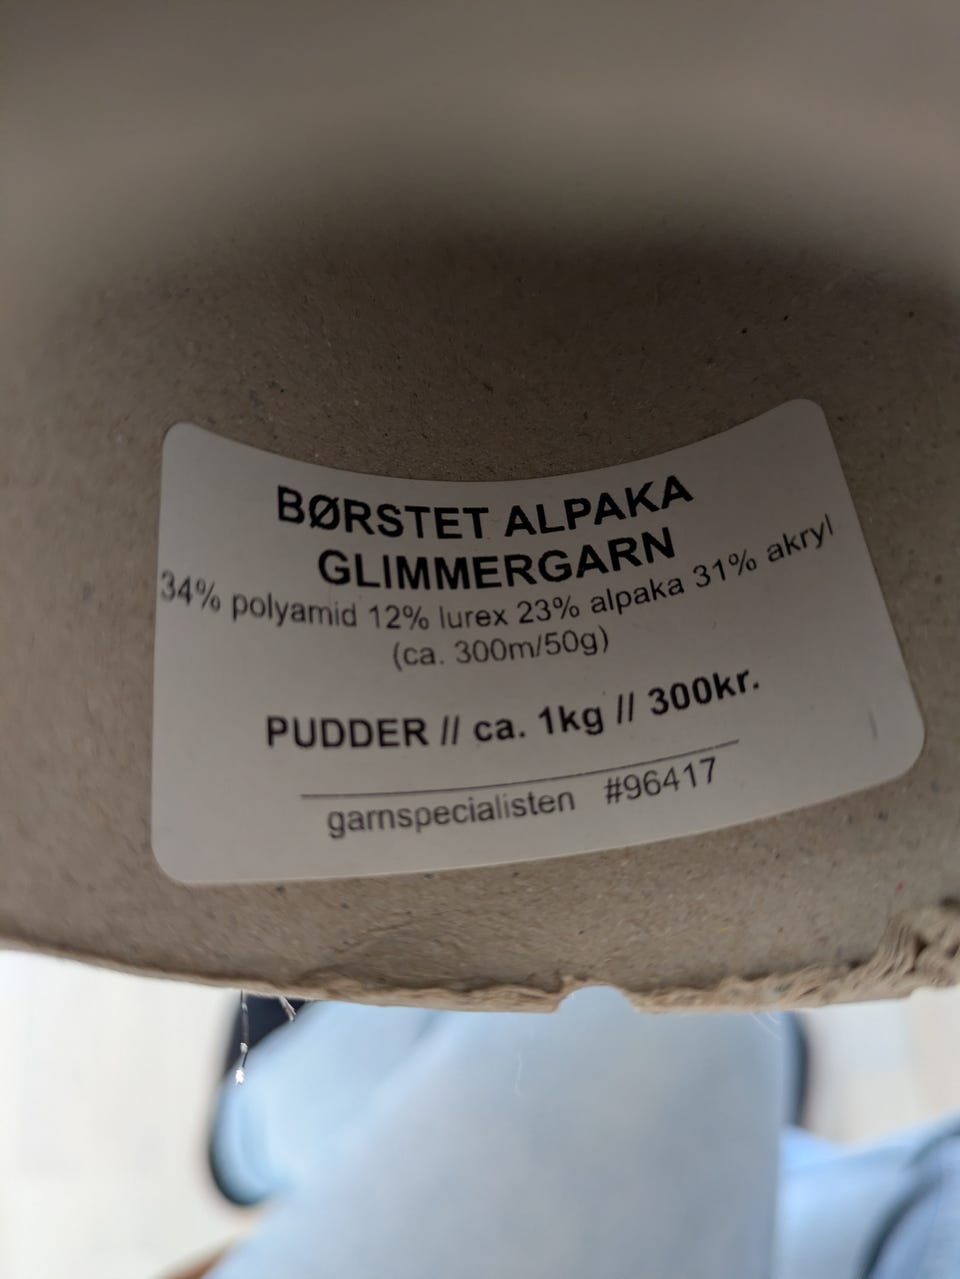 BØRSTET ALPAKA
GLIMMERGARN
34% polyamid 12% lurex 23% alpaka 31% akryl
(ca. 300m/50g)
PUDDER // ca. 1kg // 300kr.
garnspecialisten #96417